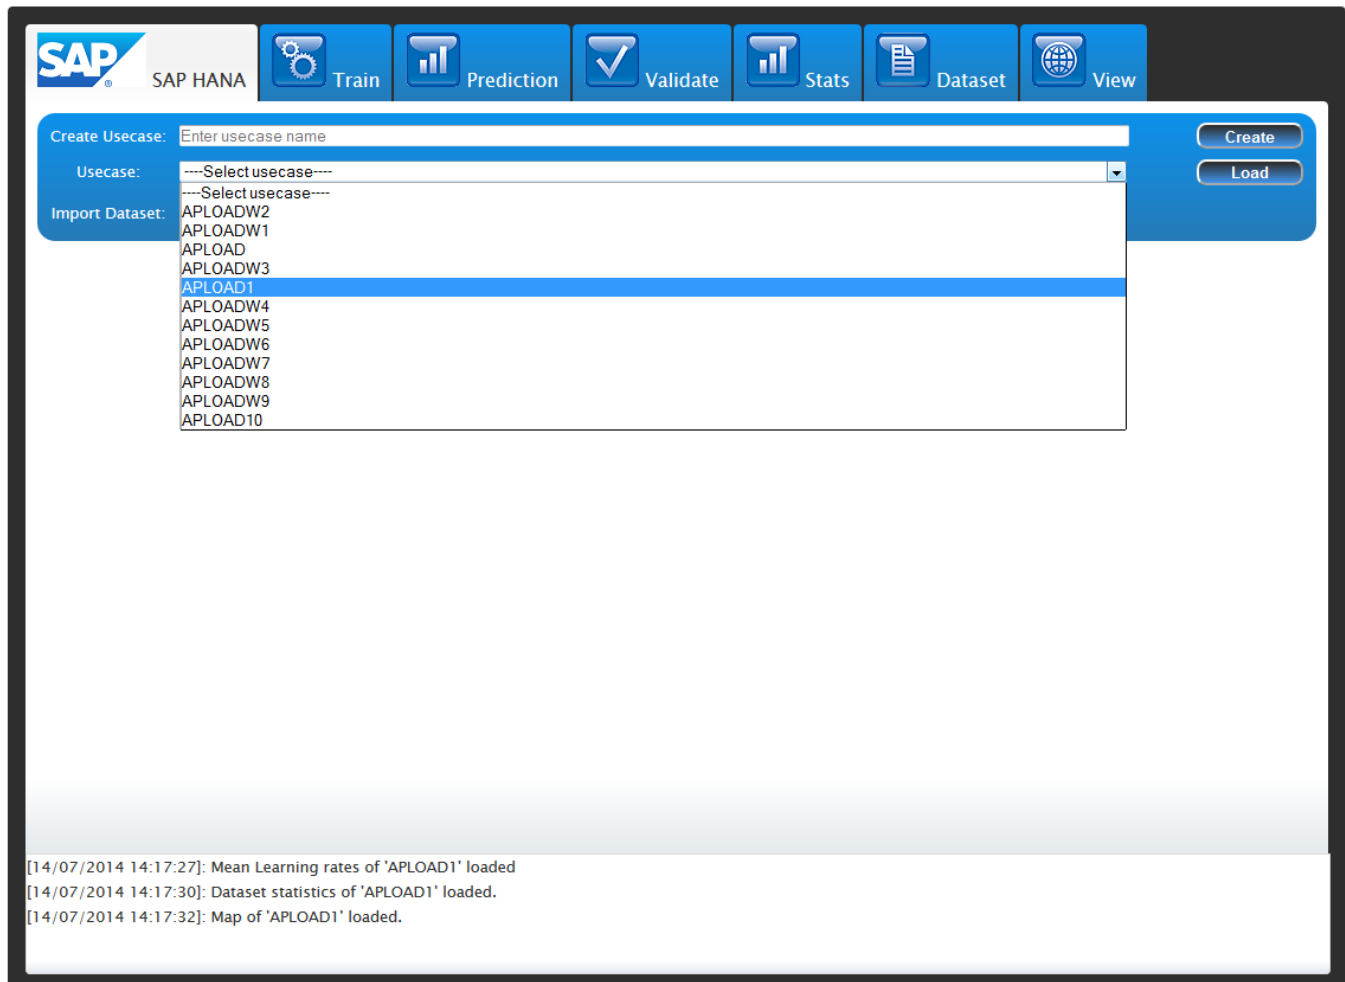 SAP
SAP HANA
Train
Prediction
Validate
Stats
Dataset
View
Create Usecase: Enter usecase name Create
Usecase: ----Select usecase---- Load
----Select usecase----
Import Dataset: APLOADW2
APLOADW1
APLOAD
APLOADW3
APLOAD1
APLOADW4
APLOADW5
APLOADW6
APLOADW7
APLOADW8
APLOADW9
APLOAD10
[14/07/2014 14:17:27]: Mean Learning rates of 'APLOAD1' loaded
[14/07/2014 14:17:30]: Dataset statistics of 'APLOAD1' loaded.
[14/07/2014 14:17:32]: Map of 'APLOAD1' loaded.